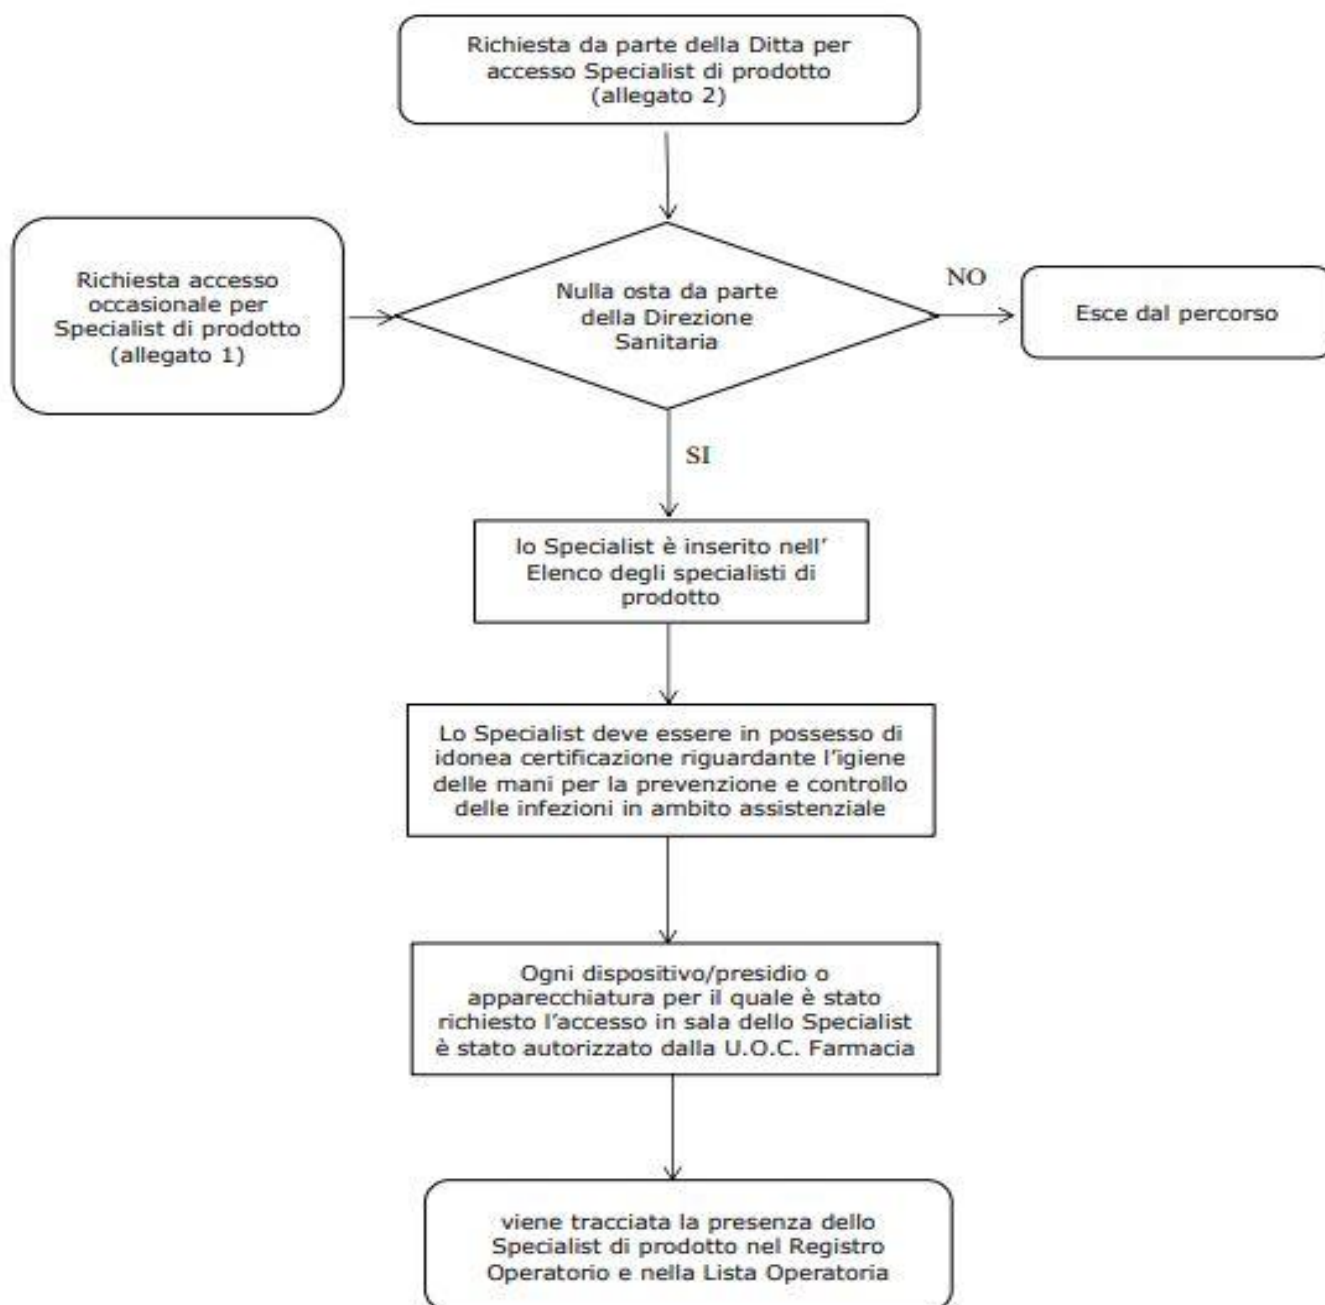 Richiesta da parte della Ditta per
accesso Specialist di prodotto
(allegato 2)
Richiesta accesso
occasionale per
Specialist di prodotto
(allegato 1)
Nulla osta da parte
della Direzione
Sanitaria
NO
Esce dal percorso
SI
lo Specialist è inserito nell'
Elenco degli specialisti di
prodotto
Lo Specialist deve essere in possesso di
idonea certificazione riguardante l'igiene
delle mani per la prevenzione e controllo
delle infezioni in ambito assistenziale
Ogni dispositivo/presidio o
apparecchiatura per il quale è stato
richiesto l'accesso in sala dello Specialist
è stato autorizzato dalla U.O.C. Farmacia
viene tracciata la presenza dello
Specialist di prodotto nel Registro
Operatorio e nella Lista Operatoria